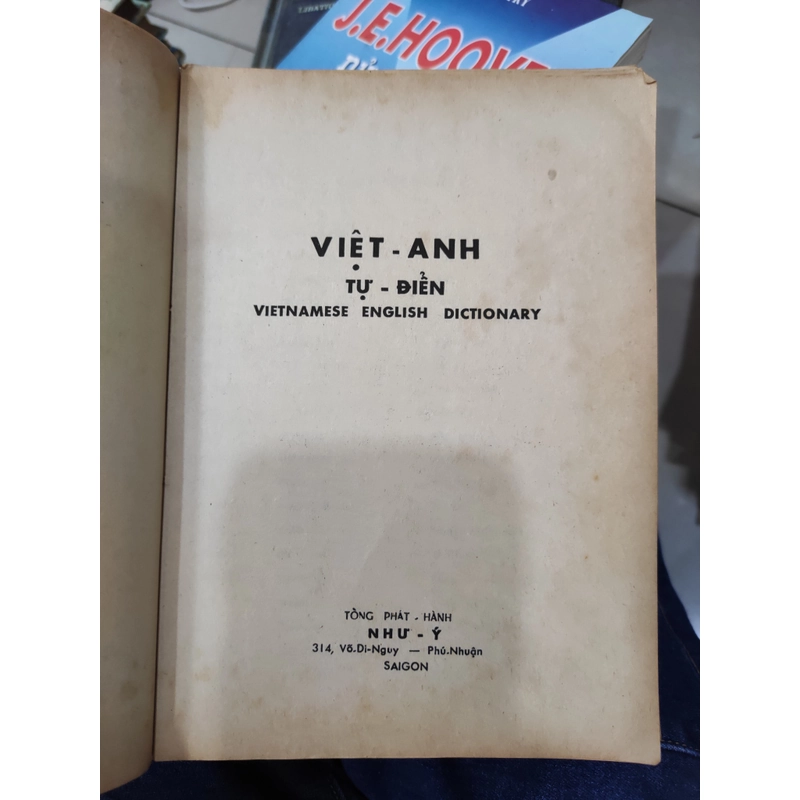 J.E.HOOVE
VIỆT - ANH
TỰ - ĐIỂN
VIETNAMESE ENGLISH DICTIONARY
TỔNG PHÁT - HÀNH
NHƯ - Ý
314, Võ-Di-Nguy — Phú-Nhuận
SAIGON